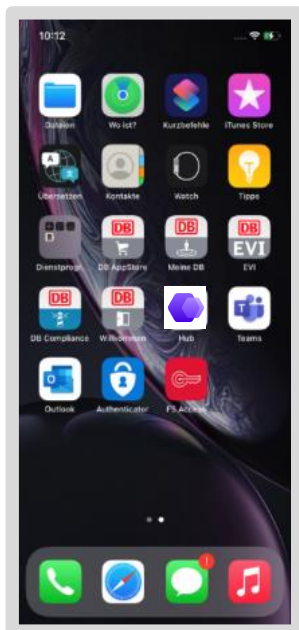 10:12
Dateien Wo ist? Kurzbefehle iTunes Store
Übersetzen Kontakte Watch Tipps
DB DB DB
EVI
Dienstprogr. DB AppStore Meine DB EVI
DB DB
DB Compliance Willkommen Hub Teams
Outlook Authenticator FS Access
!